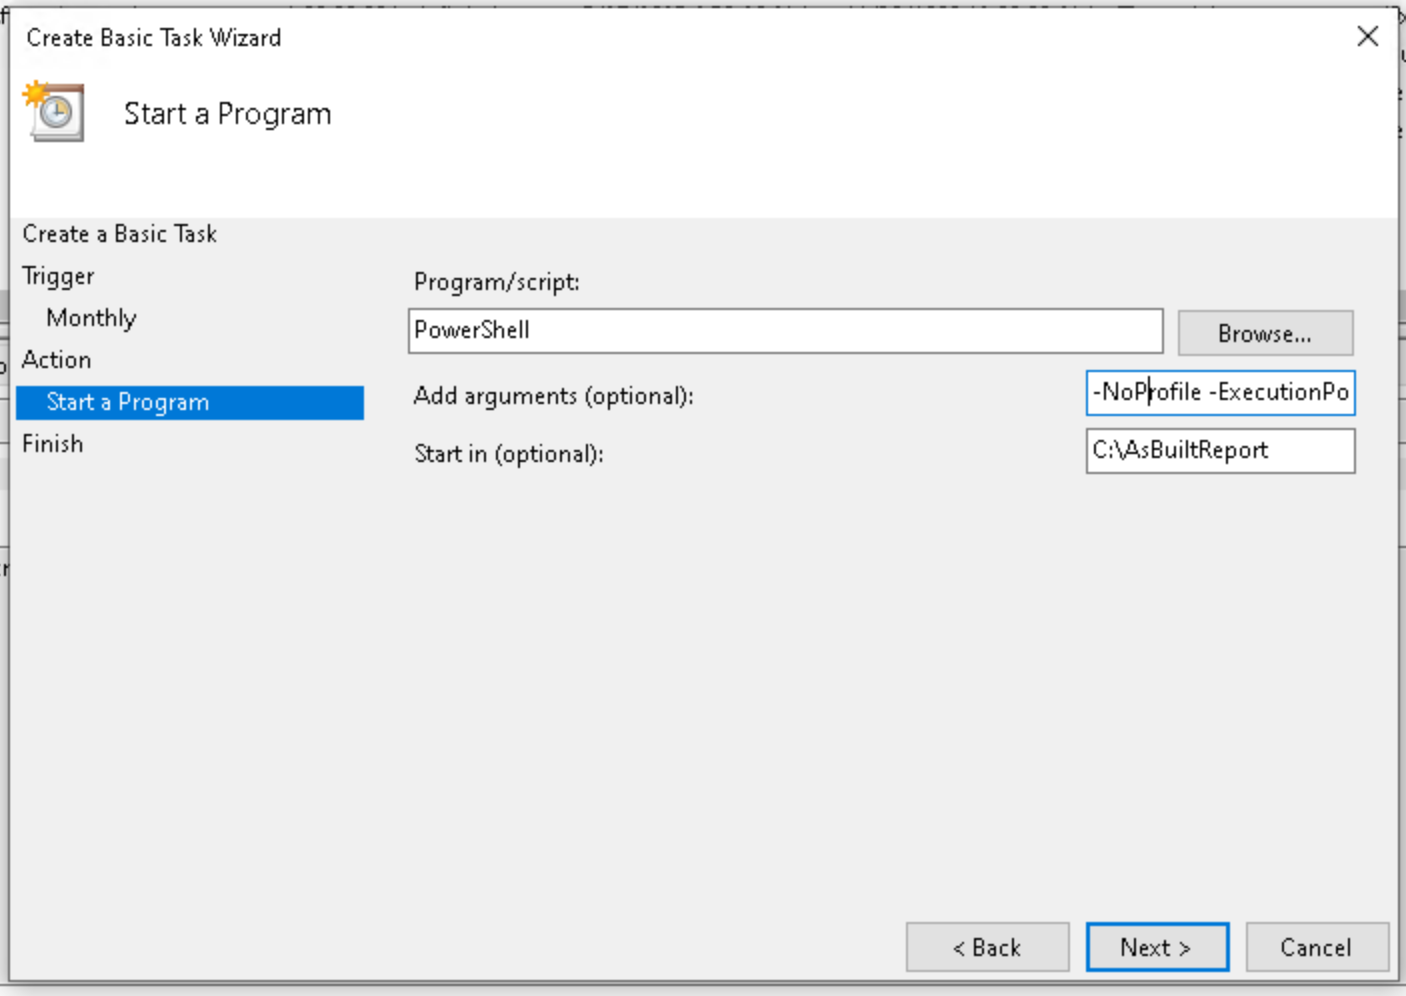 Create Basic Task Wizard
Start a Program
Create a Basic Task
Trigger
Monthly
Action
Start a Program
Finish
Program/script:
PowerShell
Browse...
Add arguments (optional):
-NoProfile -ExecutionPo
Start in (optional):
C:\AsBuiltReport
< Back
Next >
Cancel